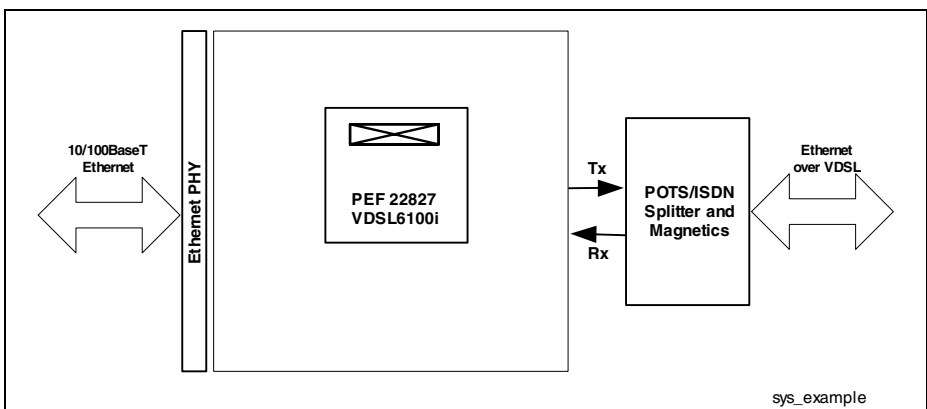 10/100BaseT
Ethernet
Ethernet PHY
PEF 22827
VDSL6100i
Tx
Rx
POTS/ISDN
Splitter and
Magnetics
Ethernet
over VDSL
sys_example